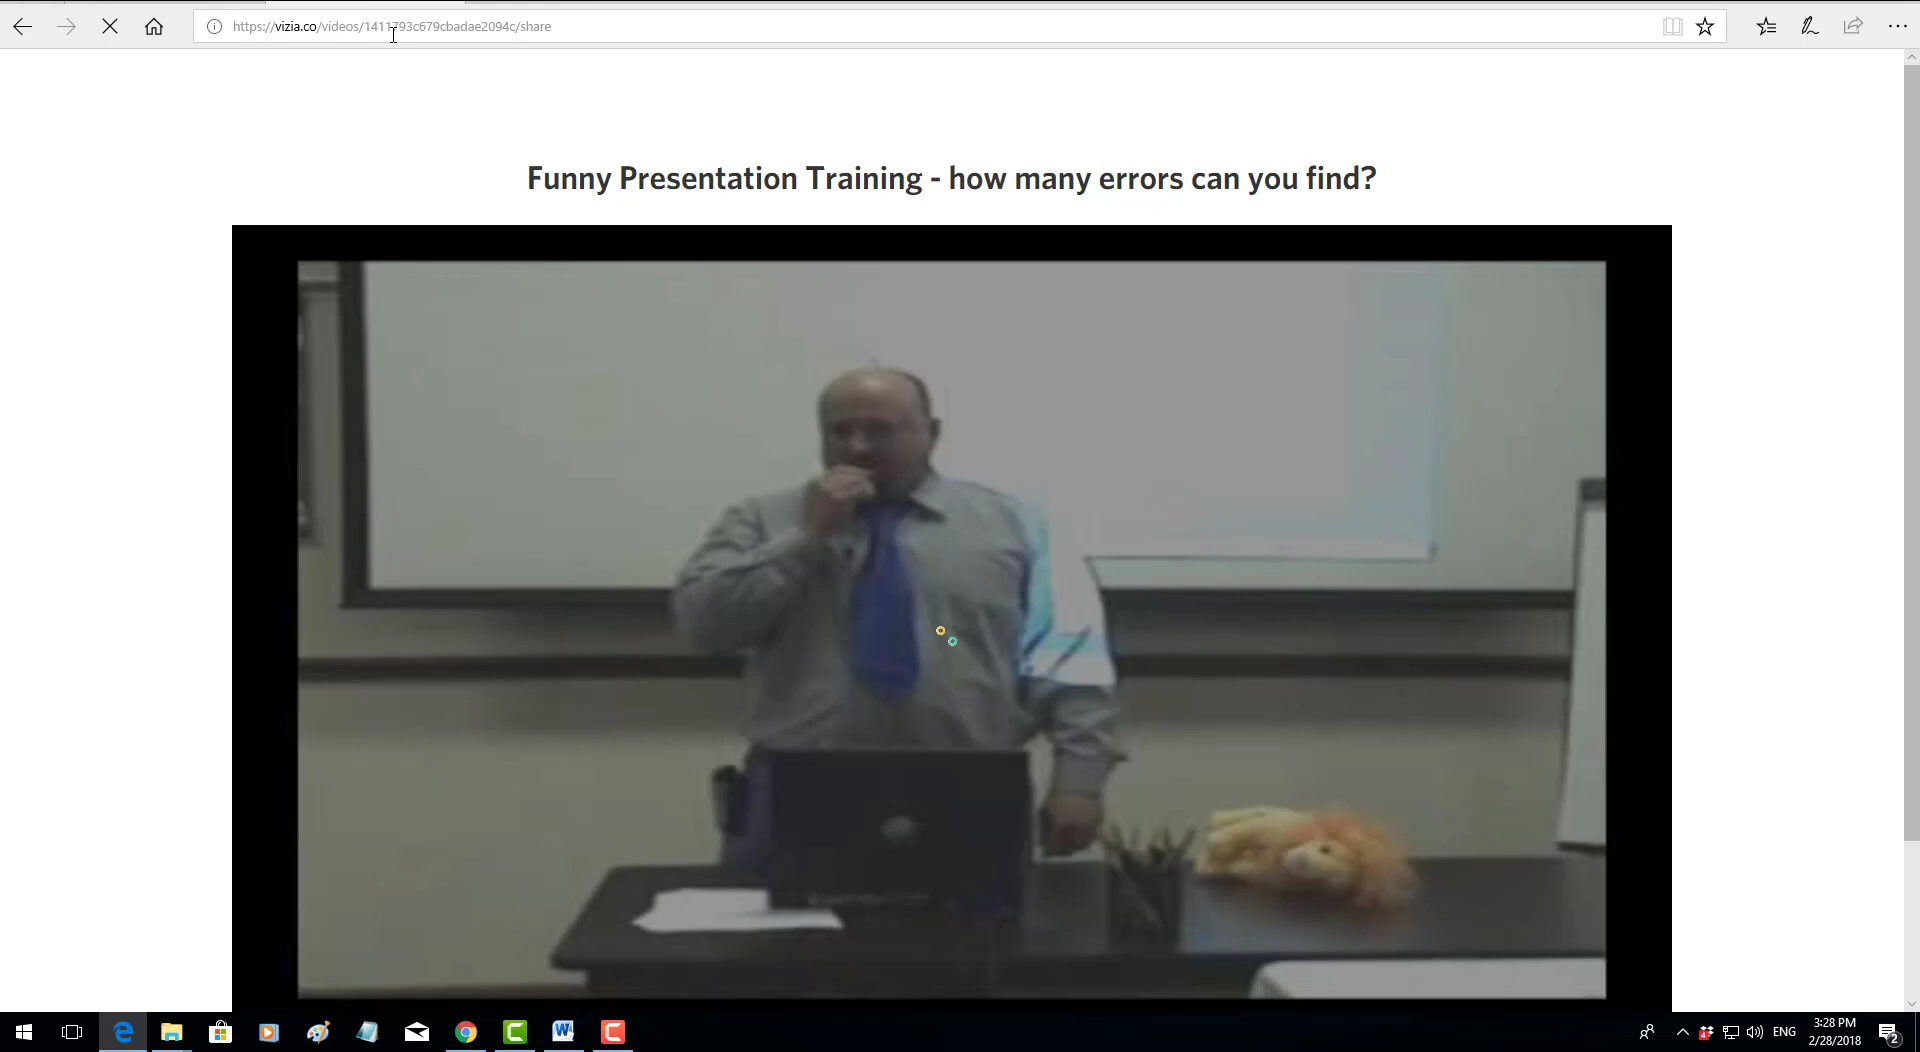 https://vizia.co/videos/1411793c679cbadae2094c/share
Funny Presentation Training - how many errors can you find?
ENG
3:28 PM
2/28/2018
2